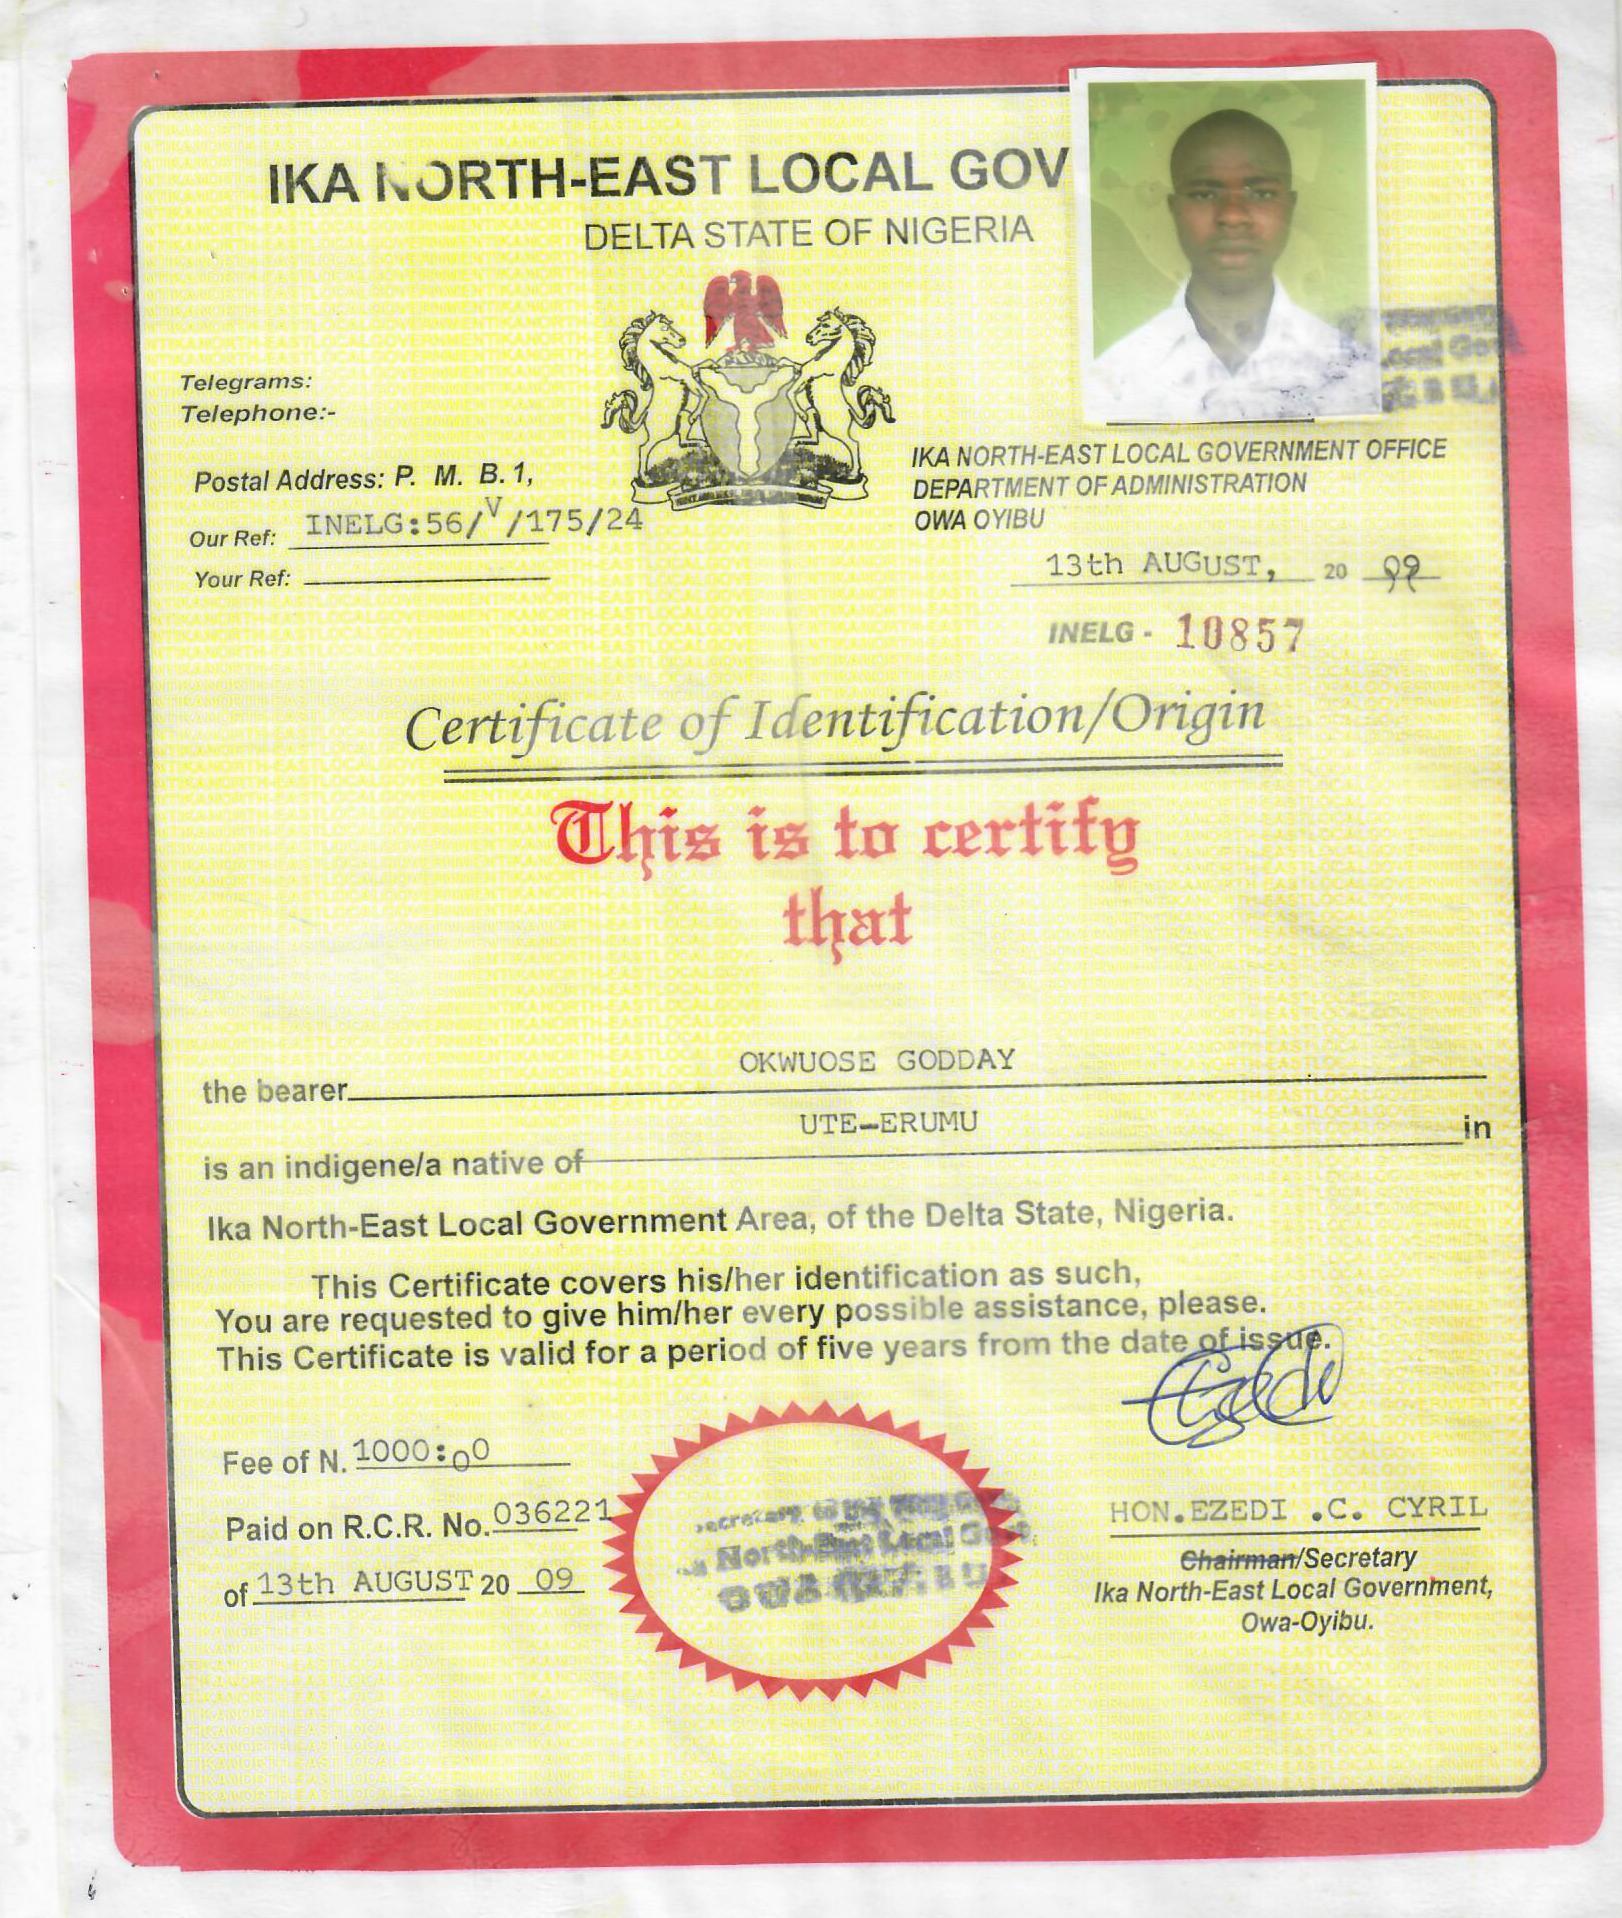 IKA NORTH-EAST LOCAL GOV
DELTA STATE OF NIGERIA
Telegrams:
Telephone:-
Postal Address: P. M. B. 1,
Our Ref: INELG:56/V/175/24
Your Ref:
IKA NORTH-EAST LOCAL GOVERNMENT OFFICE
DEPARTMENT OF ADMINISTRATION
OWA OYIBU
13th AUGUST, 20 09
INELG - 10857
Certificate of Identification/Origin
This is to certify
that
the bearer OKWUOSE GODDAY
is an indigene/a native of UTE-ERUMU in
Ika North-East Local Government Area, of the Delta State, Nigeria.
This Certificate covers his/her identification as such,
You are requested to give him/her every possible assistance, please.
This Certificate is valid for a period of five years from the date of issue.
Fee of N. 1000:00
Paid on R.C.R. No. 036221
of 13th AUGUST 20 09
North-East Local Govt.
HON.EZEDI .C. CYRIL
Chairman/Secretary
Ika North-East Local Government,
Owa-Oyibu.